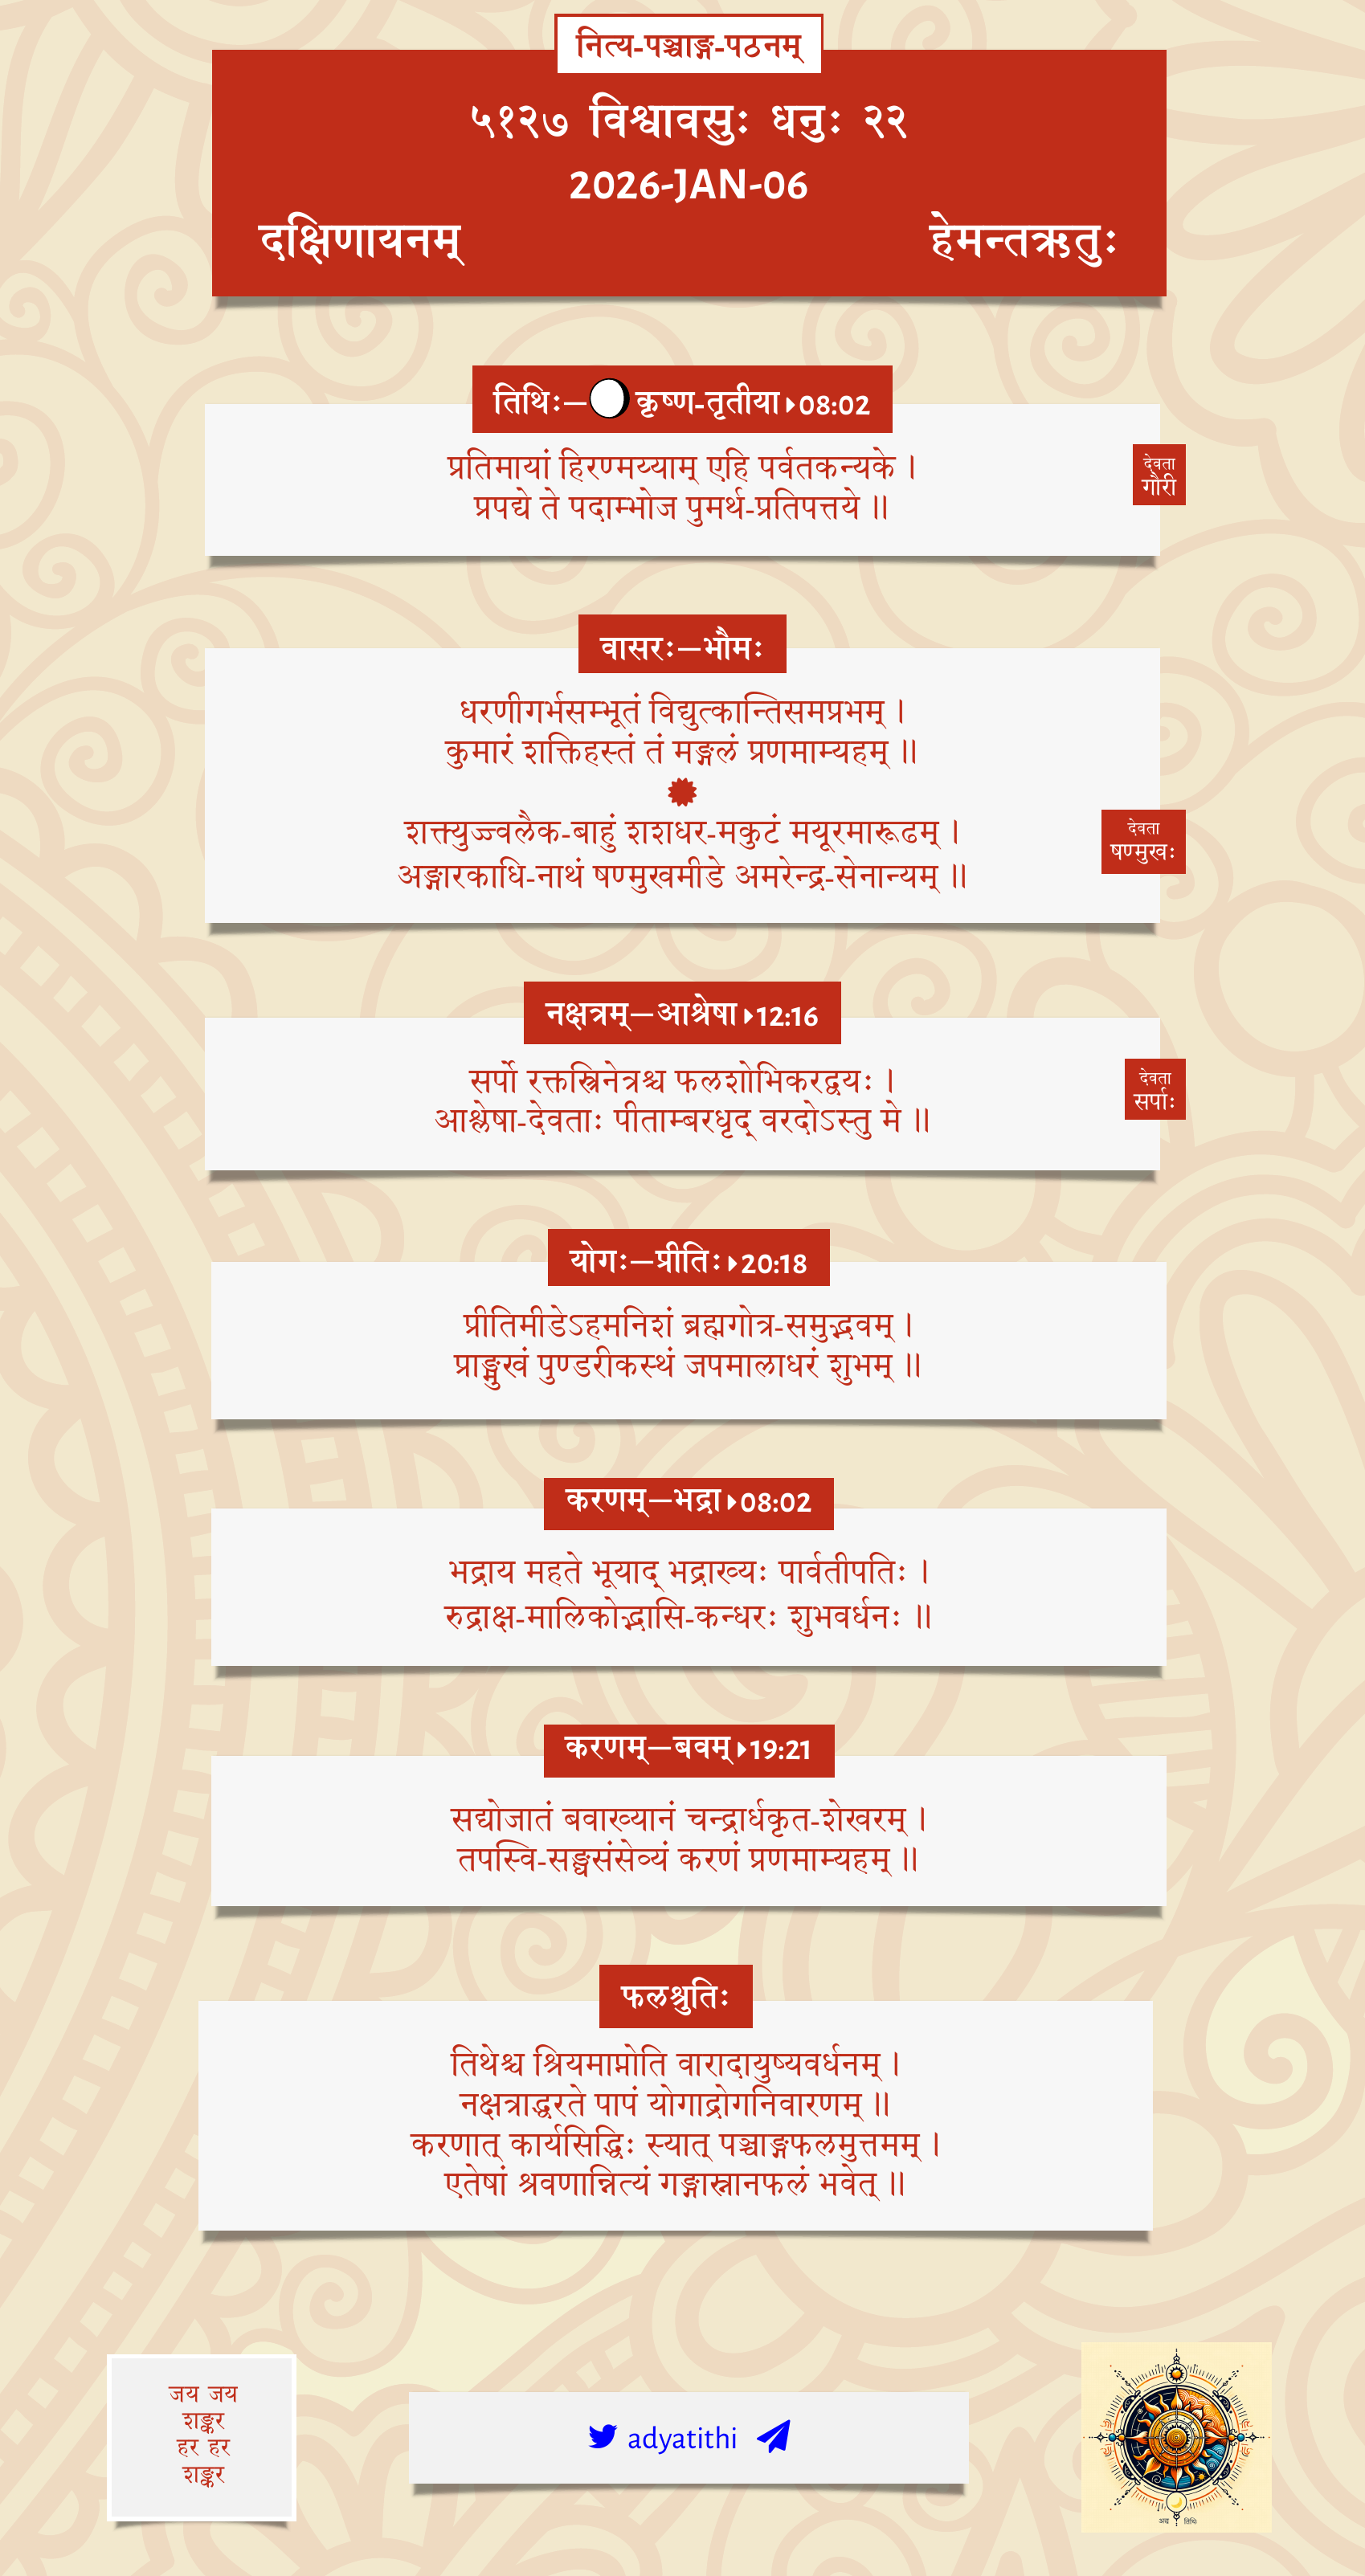 नित्य-पञ्चाङ्ग-पठनम्
५१२७ विश्वावसुः धनुः २२
2026-JAN-06
दक्षिणायनम् हेमन्तऋतुः
तिथिः—कृष्ण-तृतीया 08:02
प्रतिमायां हिरण्मय्याम् एहि पर्वतकन्यके ।
प्रपद्ये ते पदाम्भोज पुमर्थ-प्रतिपत्तये ॥
देवता
गौरी
वासरः—भौमः
धरणीगर्भसम्भूतं विद्युत्कान्तिसमप्रभम् ।
कुमारं शक्तिहस्तं तं मङ्गलं प्रणमाम्यहम् ॥
शक्त्युज्ज्वलैक-बाहुं शशधर-मकुटं मयूरमारूढम् ।
अङ्गारकाधि-नाथं षण्मुखमीडे अमरेन्द्र-सेनान्यम् ॥
देवता
षण्मुखः
नक्षत्रम्—आश्रेषा 12:16
सर्पो रक्तस्त्रिनेत्रश्च फलशोभिकरद्वयः ।
आश्लेषा-देवताः पीताम्बरधृद् वरदोऽस्तु मे ॥
देवता
सर्पाः
योगः—प्रीतिः 20:18
प्रीतिमीडेऽहमनिशं ब्रह्मगोत्र-समुद्भवम् ।
प्राङ्मुखं पुण्डरीकस्थं जपमालाधरं शुभम् ॥
करणम्—भद्रा 08:02
भद्राय महते भूयाद् भद्राख्यः पार्वतीपतिः ।
रुद्राक्ष-मालिकोद्भासि-कन्धरः शुभवर्धनः ॥
करणम्—बवम् 19:21
सद्योजातं बवाख्यानं चन्द्रार्धकृत-शेखरम् ।
तपस्वि-सङ्घसंसेव्यं करणं प्रणमाम्यहम् ॥
फलश्रुतिः
तिथेश्च श्रियमाप्नोति वारादायुष्यवर्धनम् ।
नक्षत्राद्धरते पापं योगाद्रोगनिवारणम् ॥
करणात् कार्यसिद्धिः स्यात् पञ्चाङ्गफलमुत्तमम् ।
एतेषां श्रवणान्नित्यं गङ्गास्नानफलं भवेत् ॥
जय जय
शङ्कर
हर हर
शङ्कर
adyatithi
अद्य तिथिः